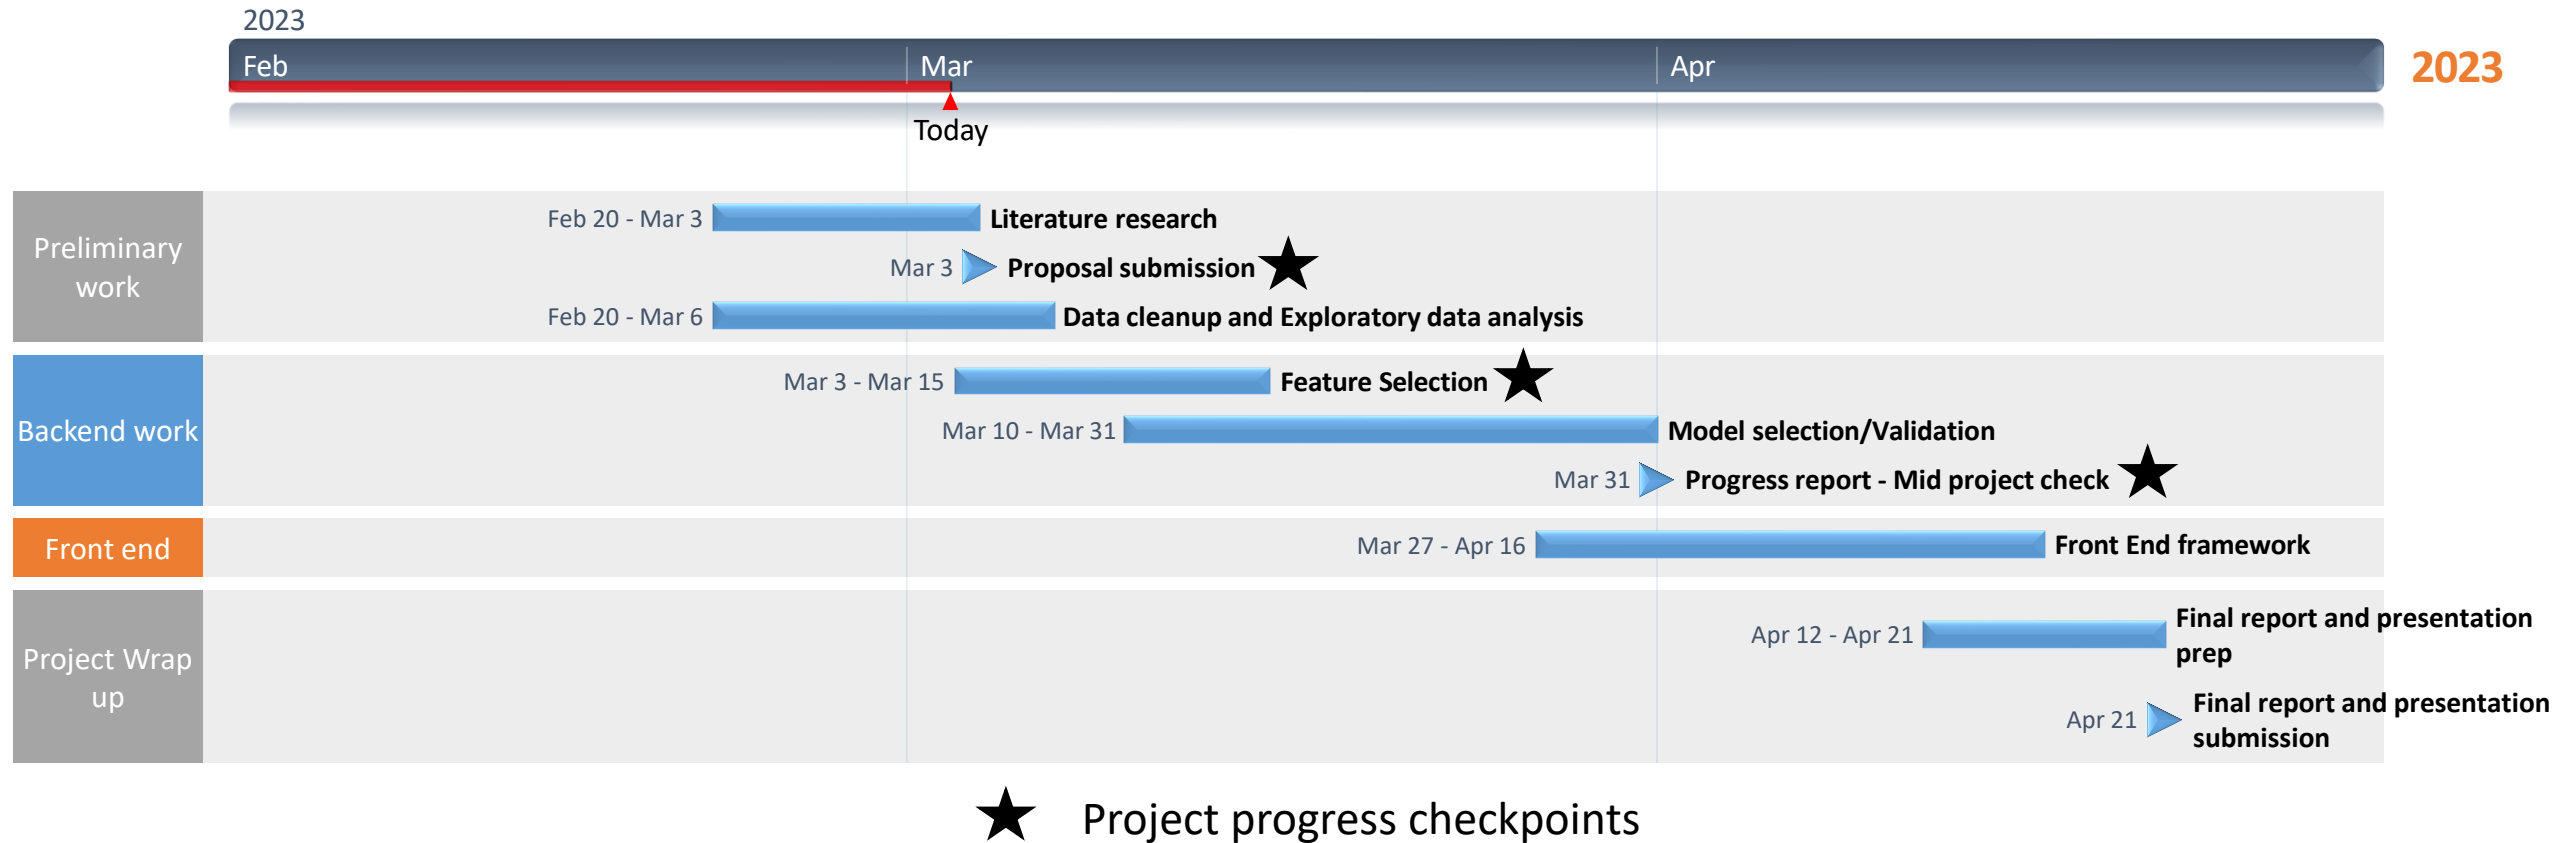 2023
Feb
Mar
Apr
2023
Today
Preliminary
work
Feb 20 - Mar 3
Literature research
Mar 3
Proposal submission
Feb 20 - Mar 6
Data cleanup and Exploratory data analysis
Backend work
Mar 3 - Mar 15
Feature Selection
Mar 10 - Mar 31
Model selection/Validation
Mar 31
Progress report - Mid project check
Front end
Mar 27 - Apr 16
Front End framework
Project Wrap
up
Apr 12 - Apr 21
Final report and presentation
prep
Apr 21
Final report and presentation
submission
Project progress checkpoints